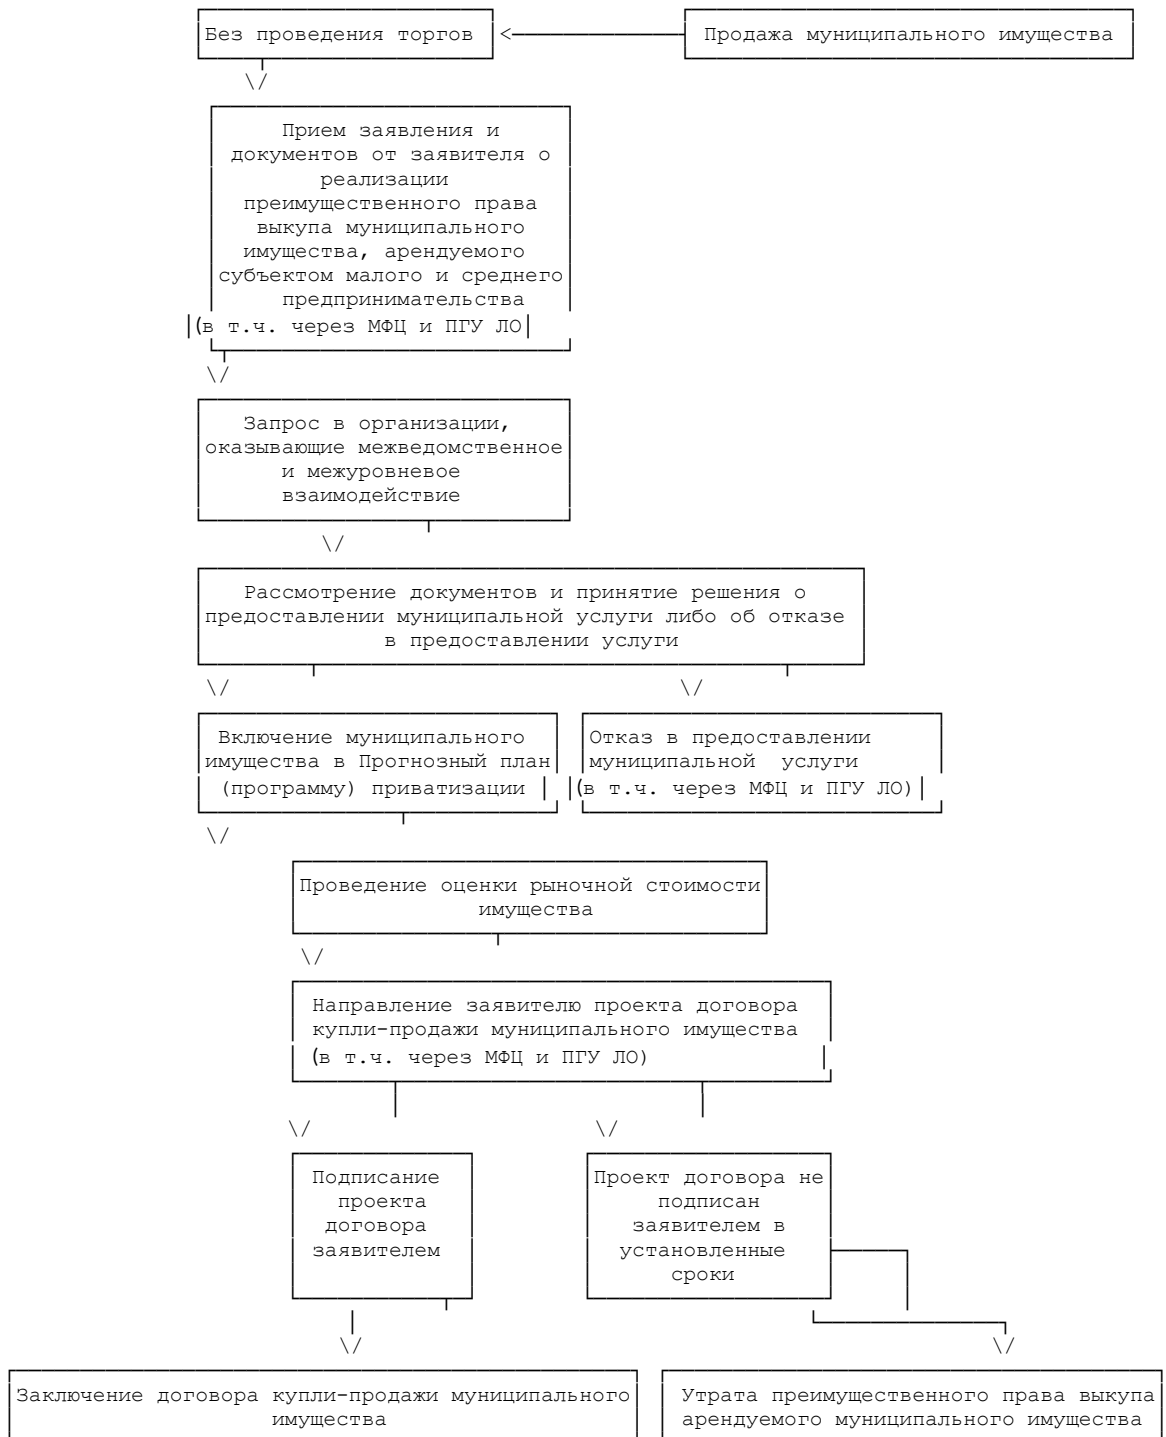 Без проведения торгов
Продажа муниципального имущества
Прием заявления и
документов от заявителя о
реализации
преимущественного права
выкупа муниципального
имущества, арендуемого
субъектом малого и среднего
предпринимательства
(в т.ч. через МФЦ и ПГУ ЛО
Запрос в организации,
оказывающие межведомственное
и межуровневое
взаимодействие
Рассмотрение документов и принятие решения о
предоставлении муниципальной услуги либо об отказе
в предоставлении услуги
Включение муниципального
имущества в Прогнозный план
(программу) приватизации
Отказ в предоставлении
муниципальной услуги
(в т.ч. через МФЦ и ПГУ ЛО)
Проведение оценки рыночной стоимости
имущества
Направление заявителю проекта договора
купли-продажи муниципального имущества
(в т.ч. через МФЦ и ПГУ ЛО)
Подписание
проекта
договора
заявителем
Проект договора не
подписан
заявителем в
установленные
сроки
Заключение договора купли-продажи муниципального
имущества
Утрата преимущественного права выкупа
арендуемого муниципального имущества